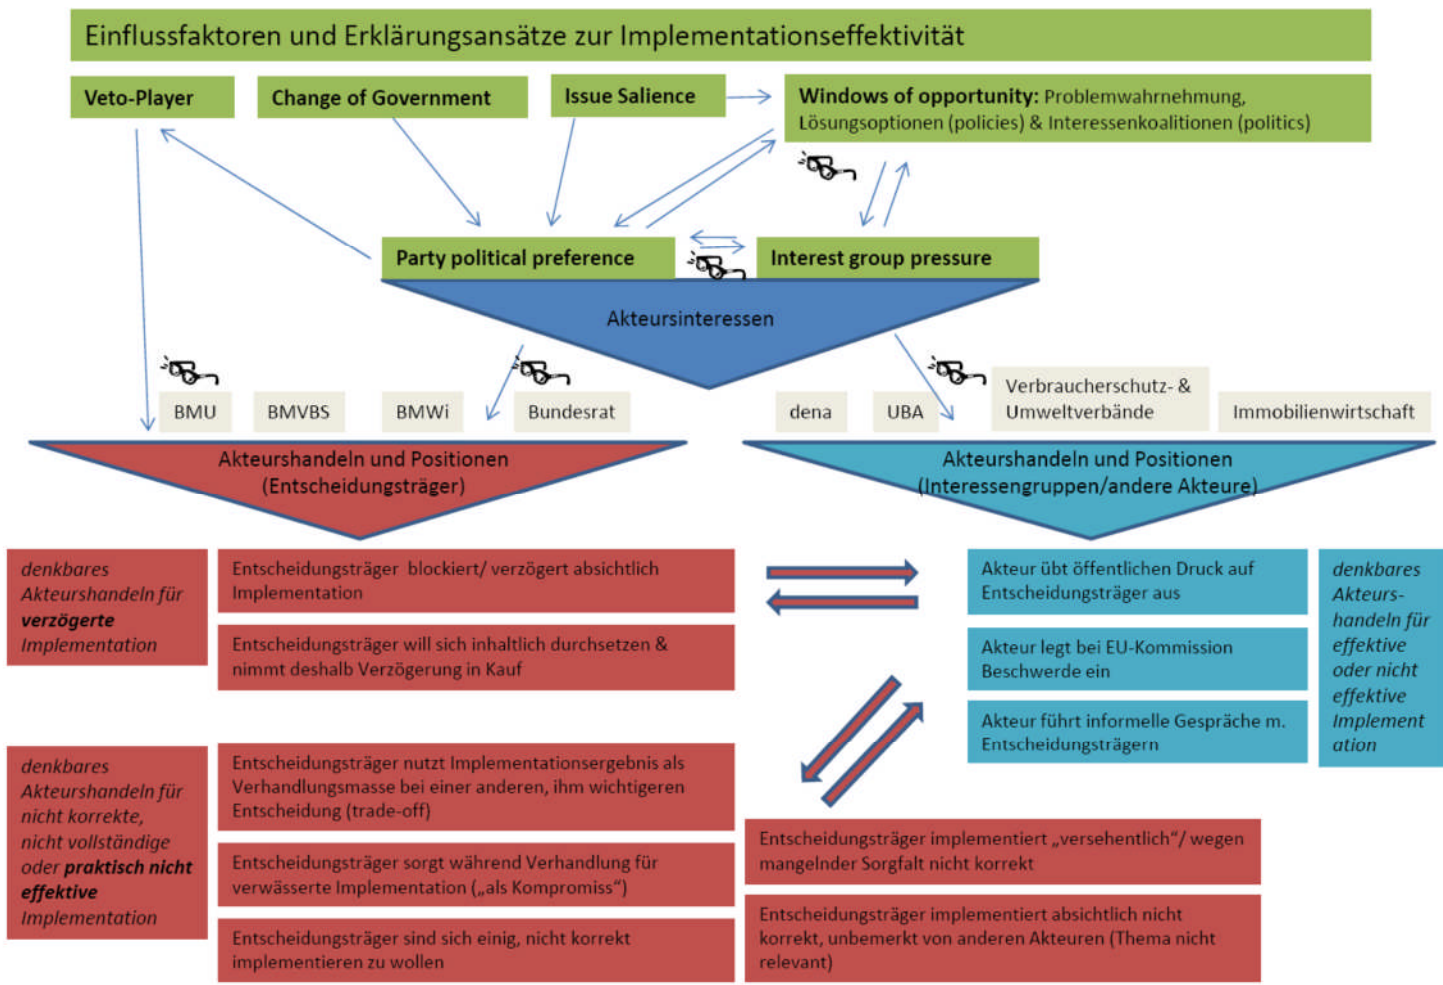 Einflussfaktoren und Erklärungsansätze zur Implementationseffektivität
Veto-Player
Change of Government
Issue Salience
Windows of opportunity: Problemwahrnehmung,
Lösungsoptionen (policies) & Interessenkoalitionen (politics)
Party political preference
Interest group pressure
Akteursinteressen
BMU
BMVBS
BMWi
Bundesrat
dena
UBA
Verbraucherschutz- &
Umweltverbände
Immobilienwirtschaft
Akteurshandeln und Positionen
(Entscheidungsträger)
Akteurshandeln und Positionen
(Interessengruppen/andere Akteure)
denkbares
Akteurshandeln für
verzögerte
Implementation
Entscheidungsträger blockiert/ verzögert absichtlich
Implementation
Entscheidungsträger will sich inhaltlich durchsetzen &
nimmt deshalb Verzögerung in Kauf
Akteur übt öffentlichen Druck auf
Entscheidungsträger aus
Akteur legt bei EU-Kommission
Beschwerde ein
Akteur führt informelle Gespräche m.
Entscheidungsträgern
denkbares
Akteurs-
handeln für
effektive
oder nicht
effektive
Implement
ation
denkbares
Akteurshandeln für
nicht korrekte,
nicht vollständige
oder praktisch nicht
effektive
Implementation
Entscheidungsträger nutzt Implementationsergebnis als
Verhandlungsmasse bei einer anderen, ihm wichtigeren
Entscheidung (trade-off)
Entscheidungsträger sorgt während Verhandlung für
verwässerte Implementation („als Kompromiss“)
Entscheidungsträger sind sich einig, nicht korrekt
implementieren zu wollen
Entscheidungsträger implementiert „versehentlich“/ wegen
mangelnder Sorgfalt nicht korrekt
Entscheidungsträger implementiert absichtlich nicht
korrekt, unbemerkt von anderen Akteuren (Thema nicht
relevant)